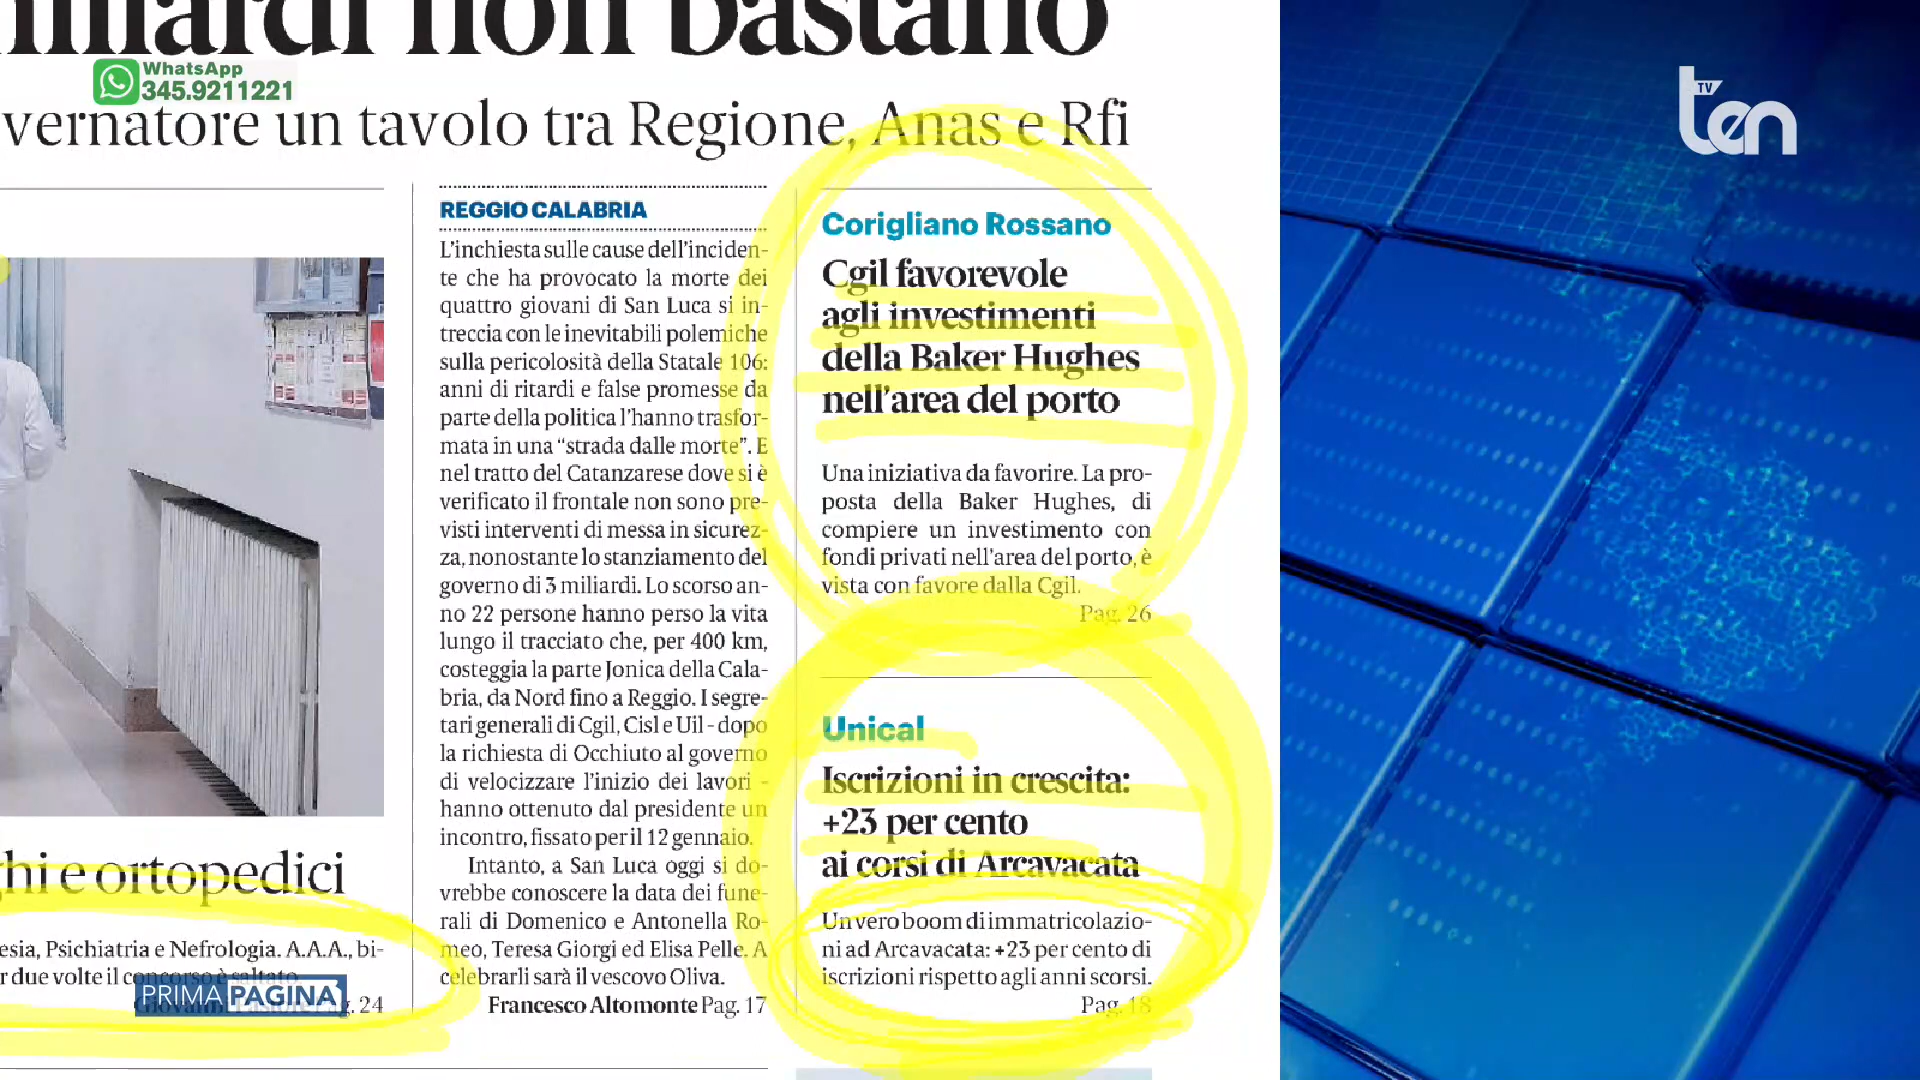 miliardi non bastano
WhatsApp
345.9211221
vernatore un tavolo tra Regione, Anas e Rfi
TV
ten
hi e ortopedici
esia, Psichiatria e Nefrologia. A.A.A., bi-
r due volte il concorso è saltato
Pag. 24
PRIMA PAGINA
REGGIO CALABRIA
L'inchiesta sulle cause dell'inciden-
te che ha provocato la morte dei
quattro giovani di San Luca si in-
treccia con le inevitabili polemiche
sulla pericolosità della Statale 106:
anni di ritardi e false promesse da
parte della politica l'hanno trasfor-
mata in una “strada dalle morte”. E
nel tratto del Catanzarese dove si è
verificato il frontale non sono pre-
visti interventi di messa in sicurez-
za, nonostante lo stanziamento del
governo di 3 miliardi. Lo scorso an-
no 22 persone hanno perso la vita
lungo il tracciato che, per 400 km,
costeggia la parte Jonica della Cala-
bria, da Nord fino a Reggio. I segre-
tari generali di Cgil, Cisl e Uil - dopo
la richiesta di Occhiuto al governo
di velocizzare l'inizio dei lavori -
hanno ottenuto dal presidente un
incontro, fissato per il 12 gennaio.
Intanto, a San Luca oggi si do-
vrebbe conoscere la data dei fune-
rali di Domenico e Antonella Ro-
meo, Teresa Giorgi ed Elisa Pelle. A
celebrarli sarà il vescovo Oliva.
Francesco Altomonte Pag. 17
Corigliano Rossano
Cgil favorevole
agli investimenti
della Baker Hughes
nell'area del porto
Una iniziativa da favorire. La pro-
posta della Baker Hughes, di
compiere un investimento con
fondi privati nell'area del porto, è
vista con favore dalla Cgil.
Pag. 26
Unical
Iscrizioni in crescita:
+23 per cento
ai corsi di Arcavacata
Un vero boom di immatricolazio-
ni ad Arcavacata: +23 per cento di
iscrizioni rispetto agli anni scorsi.
Pag. 18